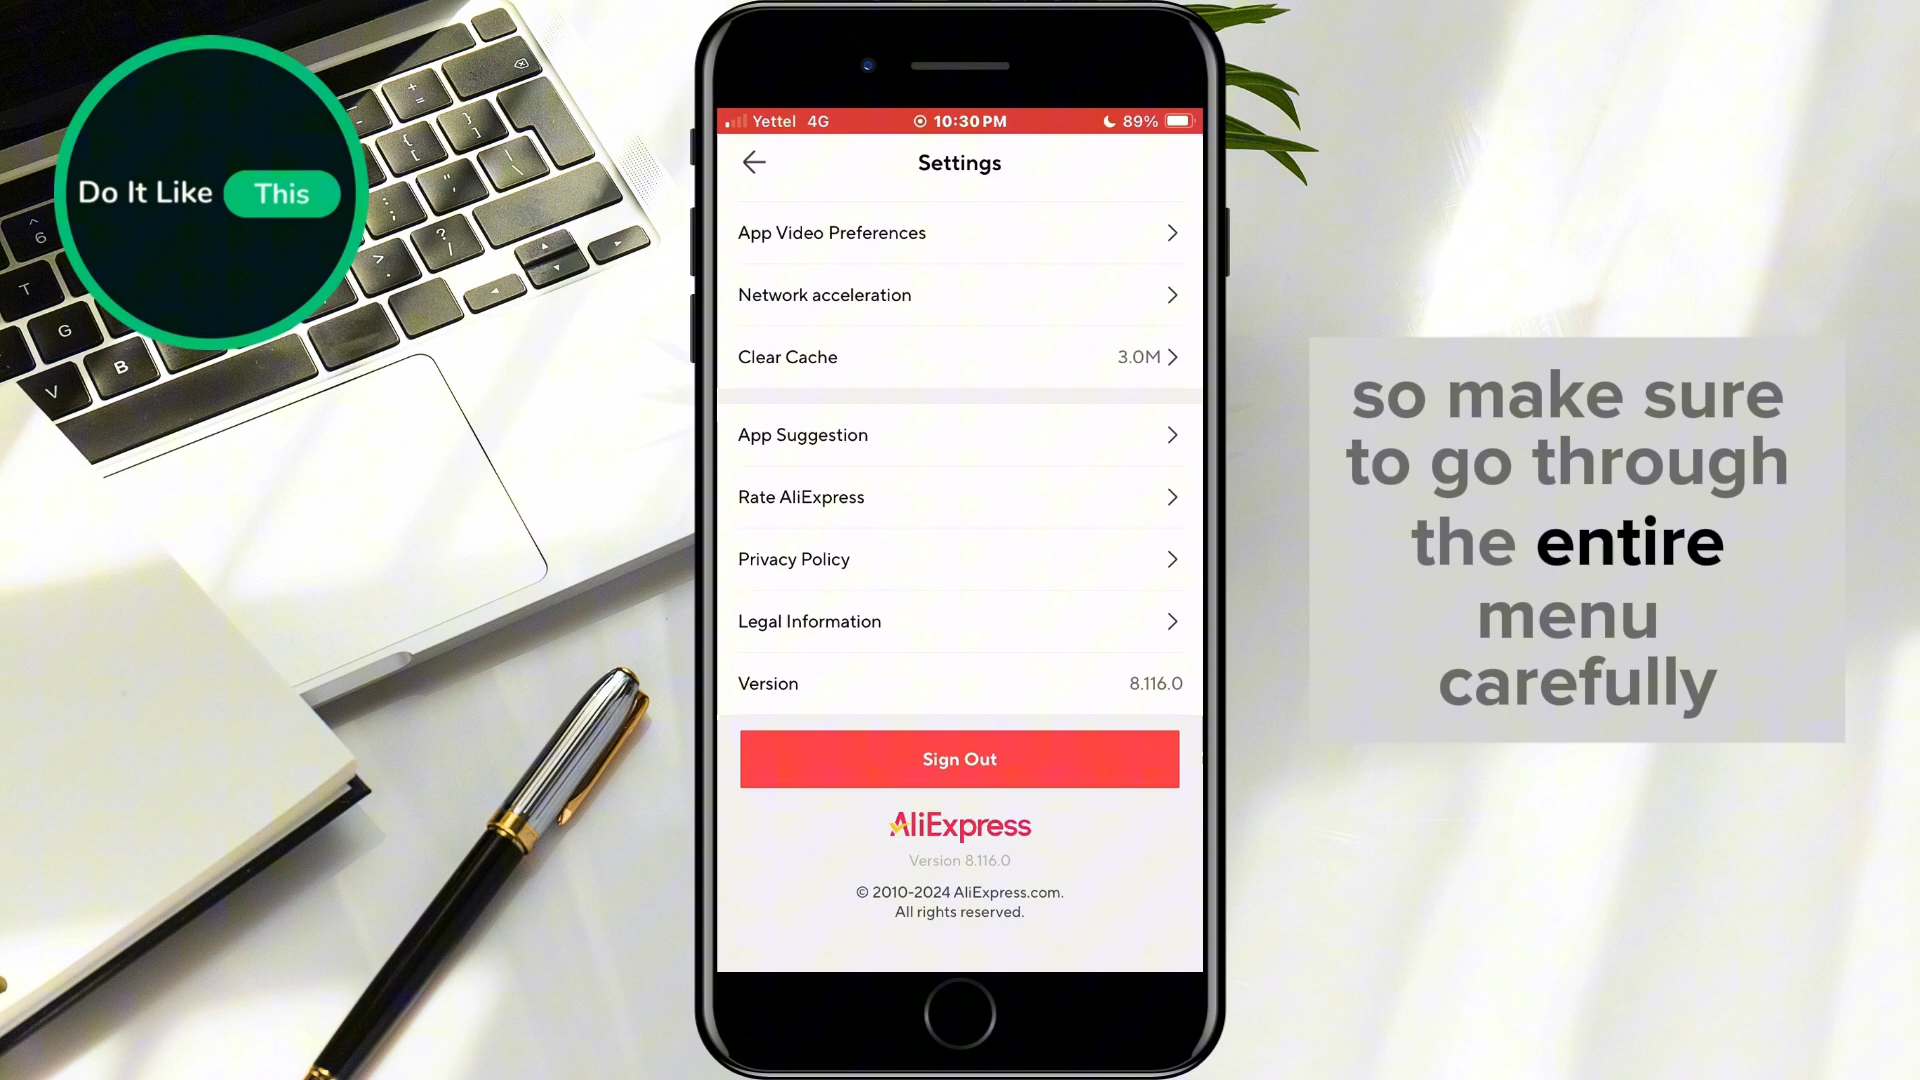 Do It Like This
Yettel 4G 10:30 PM 89%
Settings
App Video Preferences
Network acceleration
Clear Cache 3.0M
App Suggestion
Rate AliExpress
Privacy Policy
Legal Information
Version 8.116.0
Sign Out
AliExpress
Version 8.116.0
© 2010-2024 AliExpress.com.
All rights reserved.
so make sure
to go through
the entire
menu
carefully
6
T
G
V
B